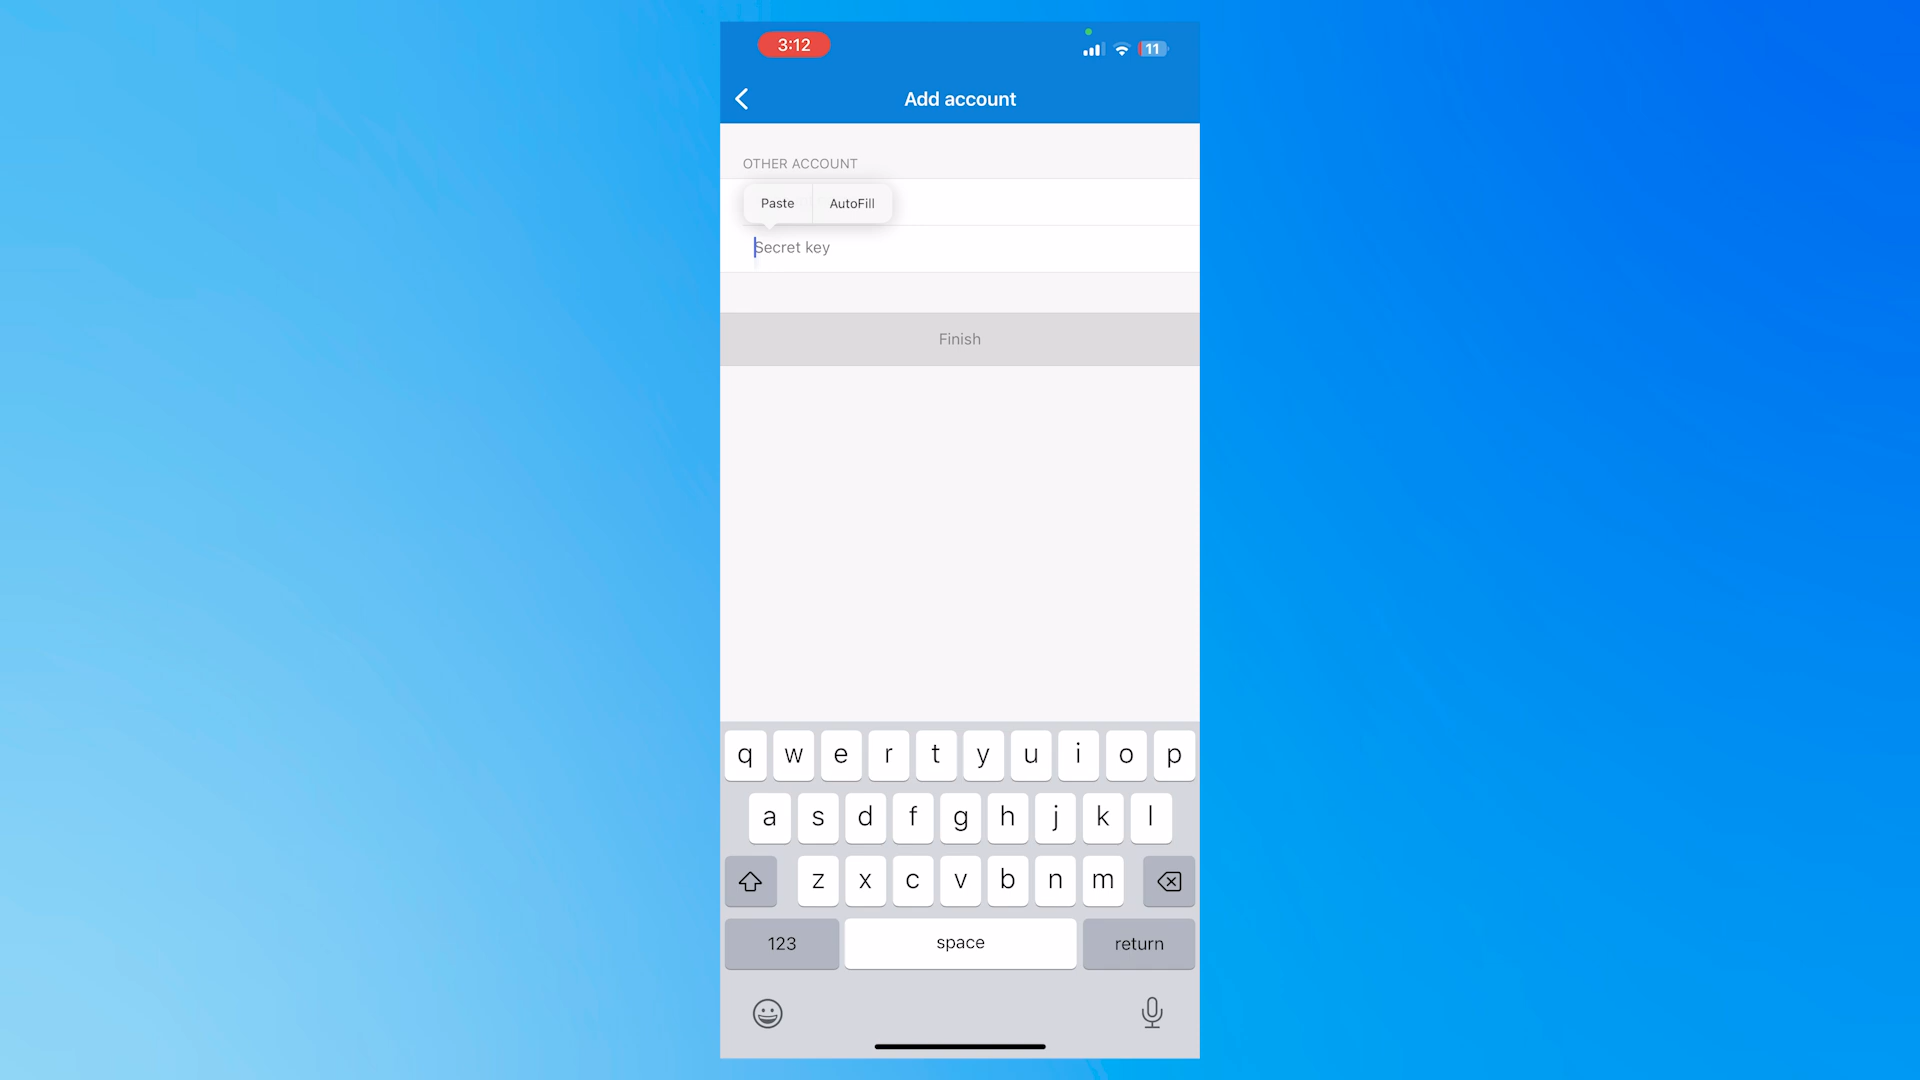 3:12
11
Add account
OTHER ACCOUNT
Paste AutoFill
Secret key
Finish
q w e r t y u i o p
a s d f g h j k l
z x c v b n m
123 space return